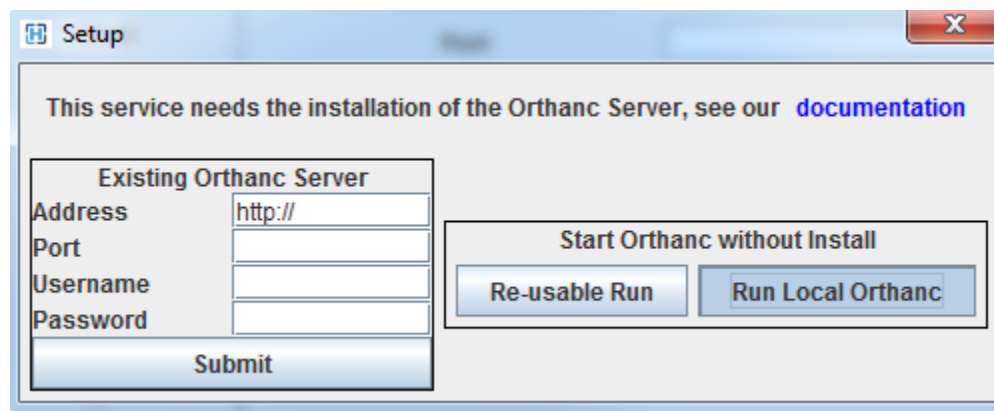 Setup
This service needs the installation of the Orthanc Server, see our documentation
Existing Orthanc Server
Address http://
Port
Username
Password
Submit
Start Orthanc without Install
Re-usable Run Run Local Orthanc